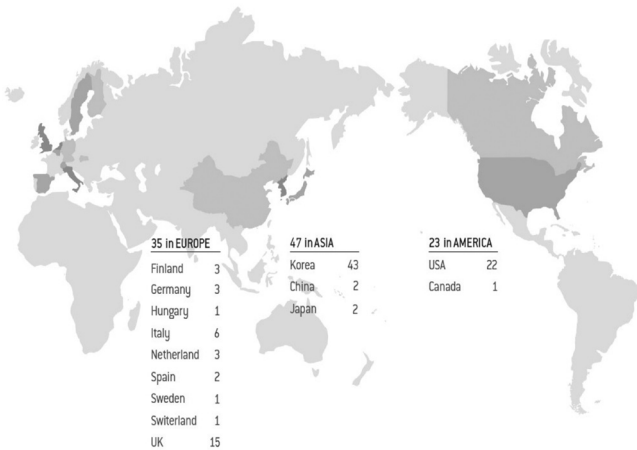 35 in EUROPE
Finland 3
Germany 3
Hungary 1
Italy 6
Netherland 3
Spain 2
Sweden 1
Switerland 1
UK 15
47 in ASIA
Korea 43
China 2
Japan 2
23 in AMERICA
USA 22
Canada 1